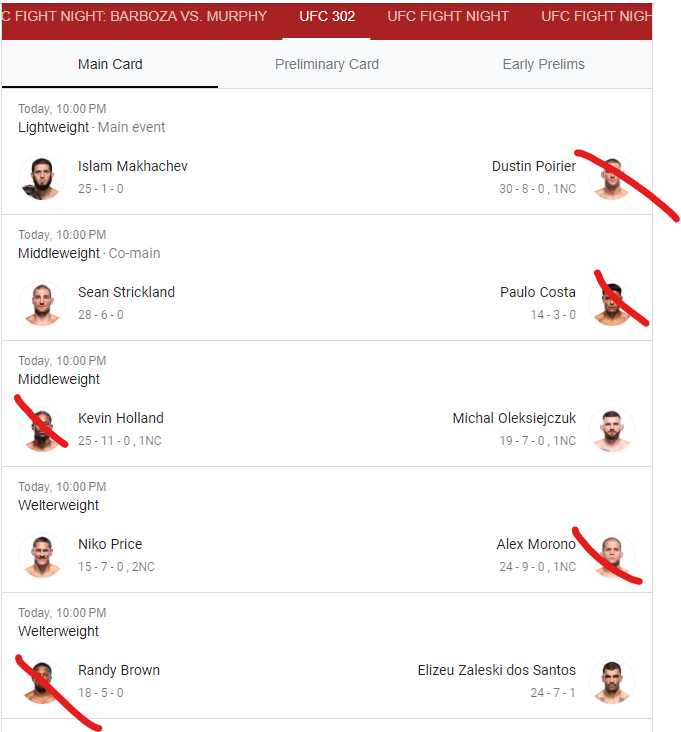 C FIGHT NIGHT: BARBOZA VS. MURPHY UFC 302 UFC FIGHT NIGHT UFC FIGHT NIGH
Main Card Preliminary Card Early Prelims
Today, 10:00 PM
Lightweight · Main event
Islam Makhachev Dustin Poirier
25 - 1 - 0 30 - 8 - 0 , 1NC
Today, 10:00 PM
Middleweight · Co-main
Sean Strickland Paulo Costa
28 - 6 - 0 14 - 3 - 0
Today, 10:00 PM
Middleweight
Kevin Holland Michal Oleksiejczuk
25 - 11 - 0 , 1NC 19 - 7 - 0 , 1NC
Today, 10:00 PM
Welterweight
Niko Price Alex Morono
15 - 7 - 0 , 2NC 24 - 9 - 0 , 1NC
Today, 10:00 PM
Welterweight
Randy Brown Elizeu Zaleski dos Santos
18 - 5 - 0 24 - 7 - 1